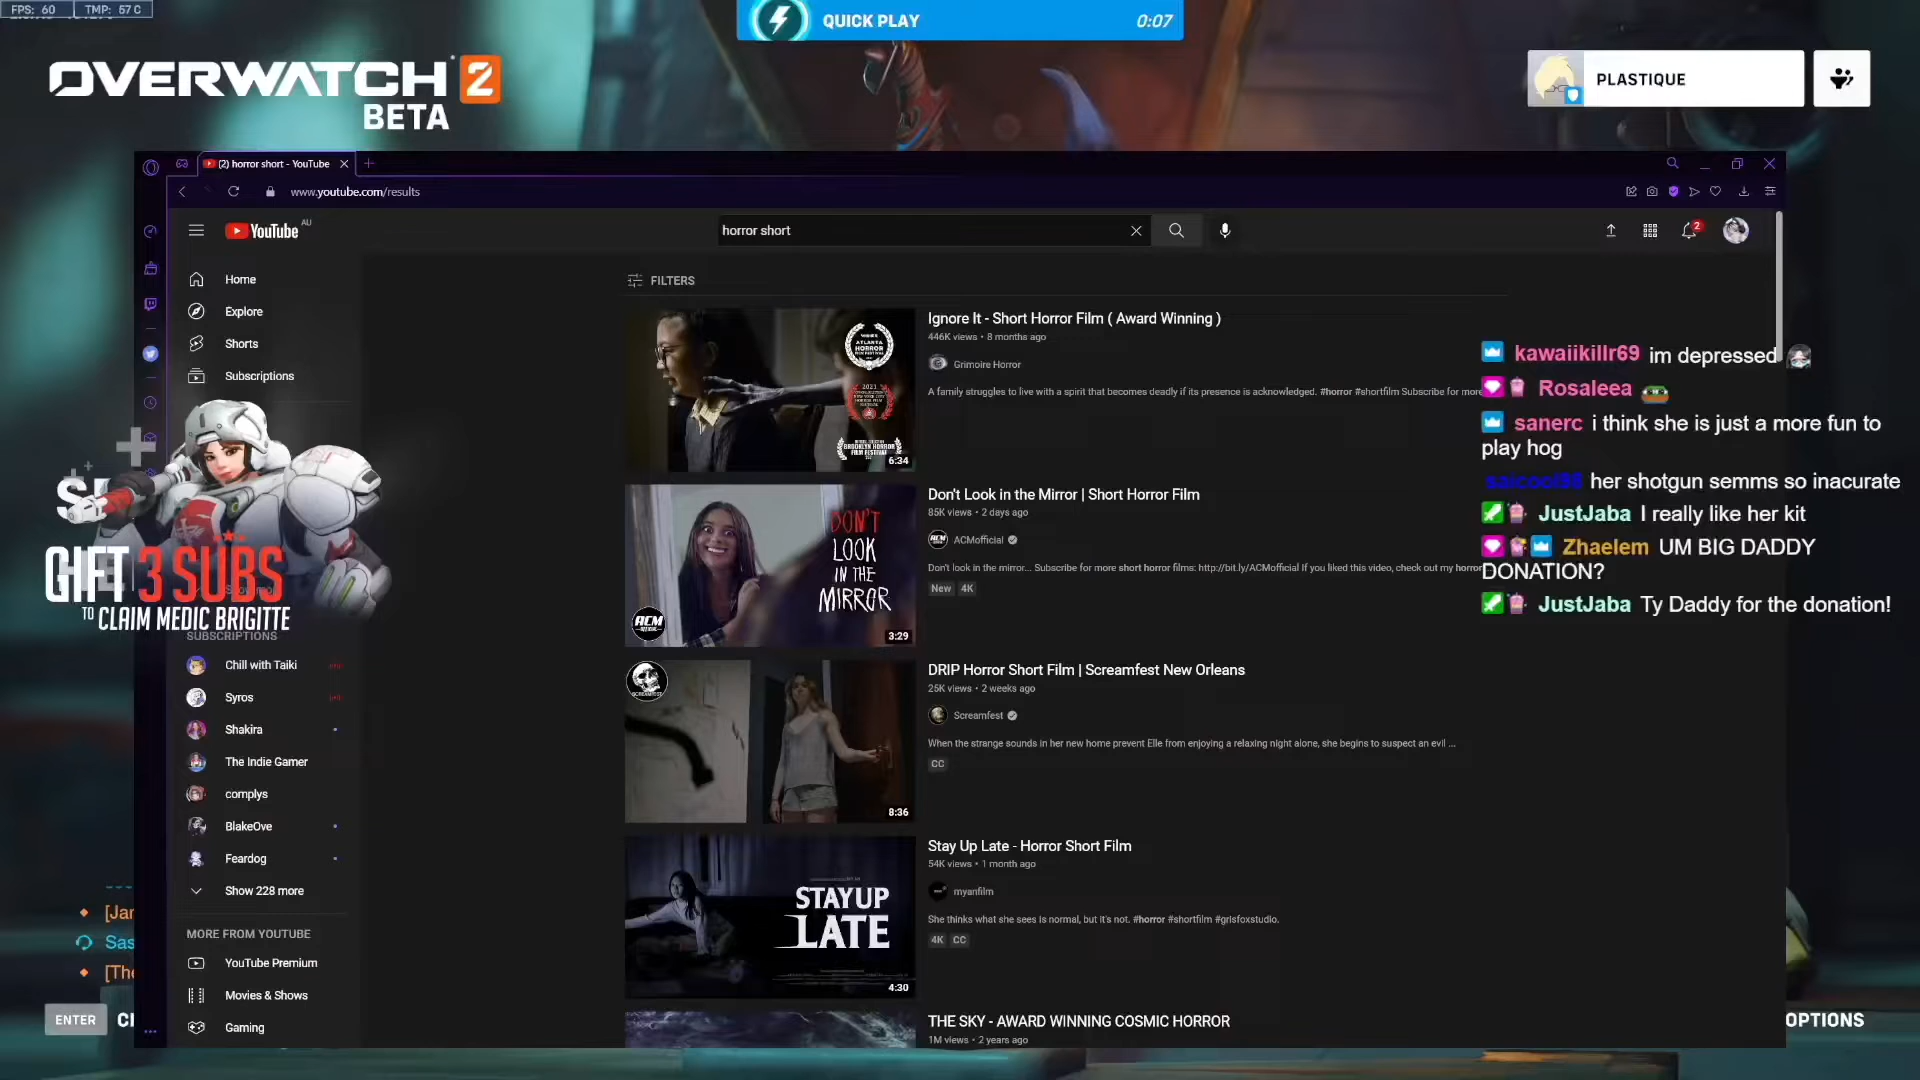 FPS: 60 TMP: 57 C
QUICK PLAY 0:07
OVERWATCH 2
BETA
PLASTIQUE
(2) horror short - YouTube
www.youtube.com/results
YouTube AU
horror short
2
Home
Explore
Shorts
Subscriptions
GIFT 3 SUBS
TO CLAIM MEDIC BRIGITTE
SUBSCRIPTIONS
Chill with Taiki
Syros
Shakira
The Indie Gamer
complys
BlakeOve
Feardog
Show 228 more
MORE FROM YOUTUBE
YouTube Premium
Movies & Shows
Gaming
FILTERS
6:34
Ignore It - Short Horror Film ( Award Winning )
446K views • 8 months ago
Grimoire Horror
A family struggles to live with a spirit that becomes deadly if its presence is acknowledged. #horror #shortfilm Subscribe for more
DON'T
LOOK
IN THE
MIRROR
ACM
3:29
Don't Look in the Mirror | Short Horror Film
85K views • 2 days ago
ACMofficial
Don't look in the mirror... Subscribe for more short horror films: http://bit.ly/ACMofficial If you liked this video, check out my horror
New 4K
8:36
DRIP Horror Short Film | Screamfest New Orleans
25K views • 2 weeks ago
Screamfest
When the strange sounds in her new home prevent Elle from enjoying a relaxing night alone, she begins to suspect an evil ...
CC
STAY UP
LATE
4:30
Stay Up Late - Horror Short Film
54K views • 1 month ago
myanfilm
She thinks what she sees is normal, but it's not. #horror #shortfilm #grisfoxstudio.
4K CC
THE SKY - AWARD WINNING COSMIC HORROR
1M views • 2 years ago
kawaiikillr69 im depressed
Rosaleea
sanerc i think she is just a more fun to
play hog
saicool98 her shotgun semms so inacurate
JustJaba I really like her kit
Zhaelem UM BIG DADDY
DONATION?
JustJaba Ty Daddy for the donation!
[Jar
Sas
[The
ENTER
OPTIONS